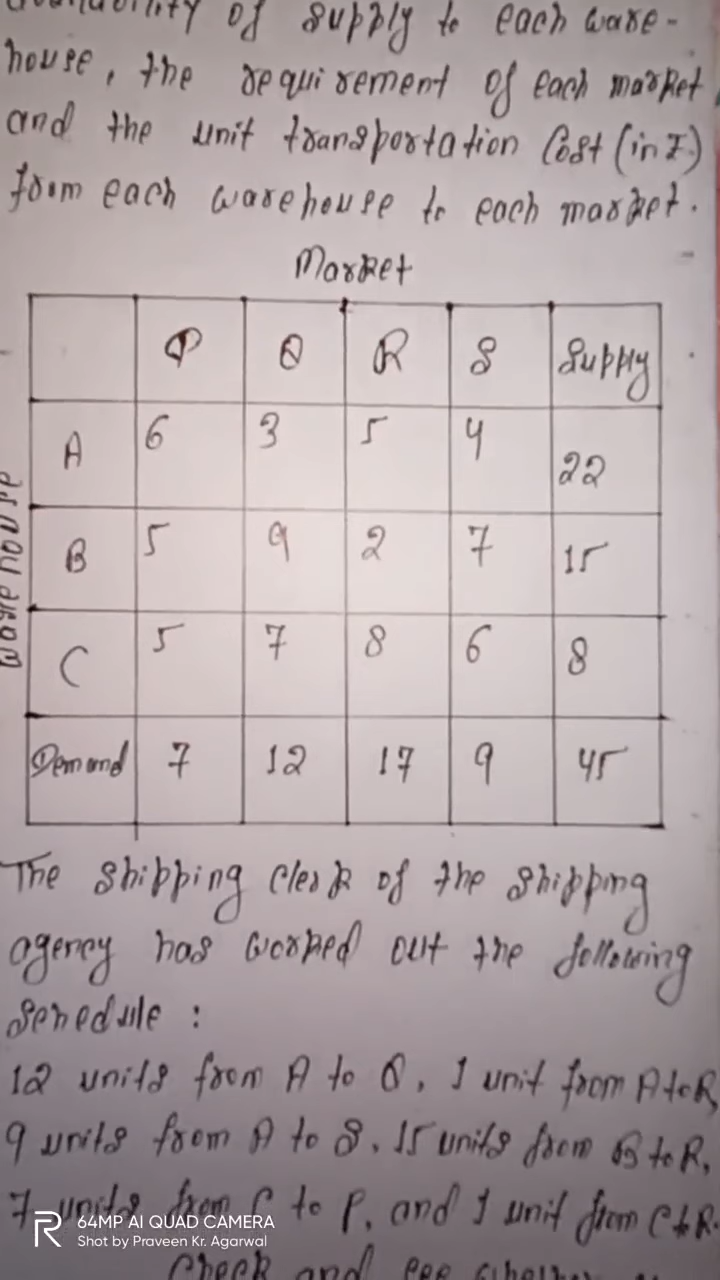 of supply to each ware-
house, the requirement of each market,
and the unit transportation Cost (in ₹)
from each warehouse to each market.
Market
P Q R S Supply
A 6 3 5 4 22
B 5 9 2 7 15
C 5 7 8 6 8
Demand 7 12 17 9 45
Warehouse
The shipping clerk of the shipping
agency has worked out the following
schedule :
12 units from A to Q, 1 unit from A to R,
9 units from A to S, 15 units from B to R,
7 units from C to P, and 1 unit from C to R.
Check and see
64MP AI QUAD CAMERA
Shot by Praveen Kr. Agarwal